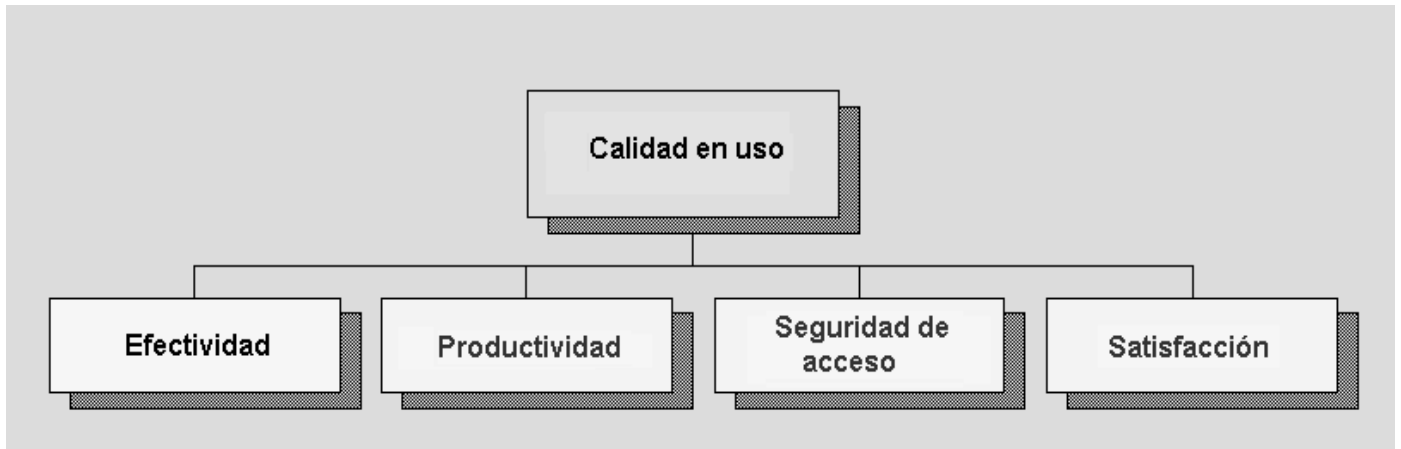 Calidad en uso
Efectividad
Productividad
Seguridad de
acceso
Satisfacción